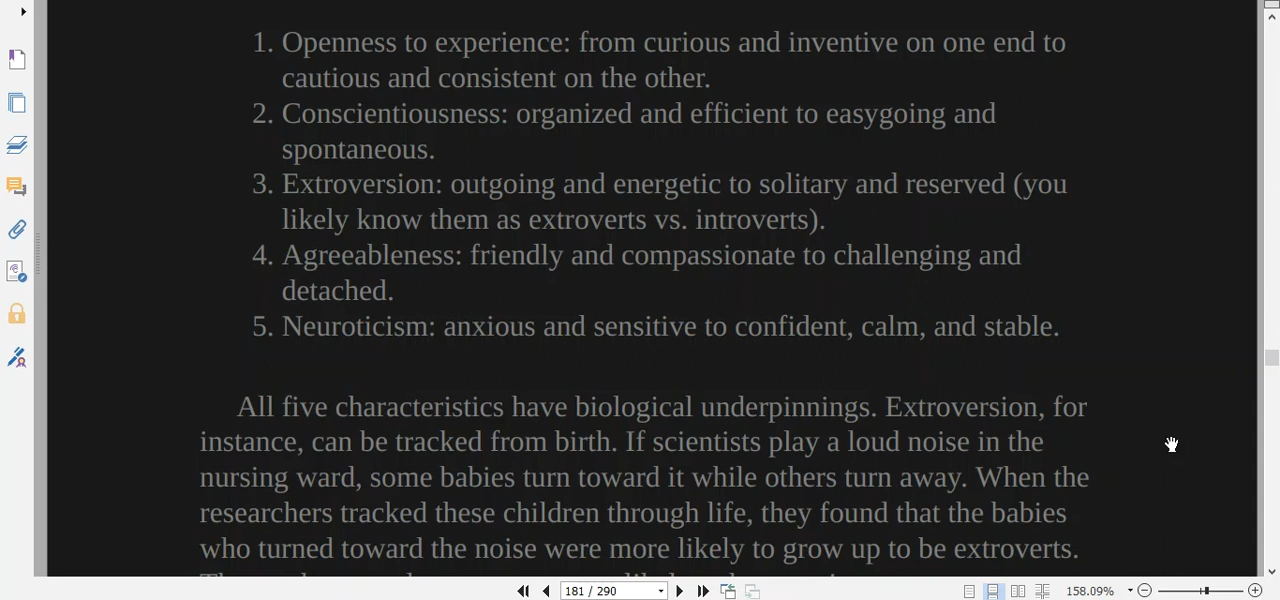 1. Openness to experience: from curious and inventive on one end to
cautious and consistent on the other.
2. Conscientiousness: organized and efficient to easygoing and
spontaneous.
3. Extroversion: outgoing and energetic to solitary and reserved (you
likely know them as extroverts vs. introverts).
4. Agreeableness: friendly and compassionate to challenging and
detached.
5. Neuroticism: anxious and sensitive to confident, calm, and stable.
All five characteristics have biological underpinnings. Extroversion, for
instance, can be tracked from birth. If scientists play a loud noise in the
nursing ward, some babies turn toward it while others turn away. When the
researchers tracked these children through life, they found that the babies
who turned toward the noise were more likely to grow up to be extroverts.
181 / 290
158.09%